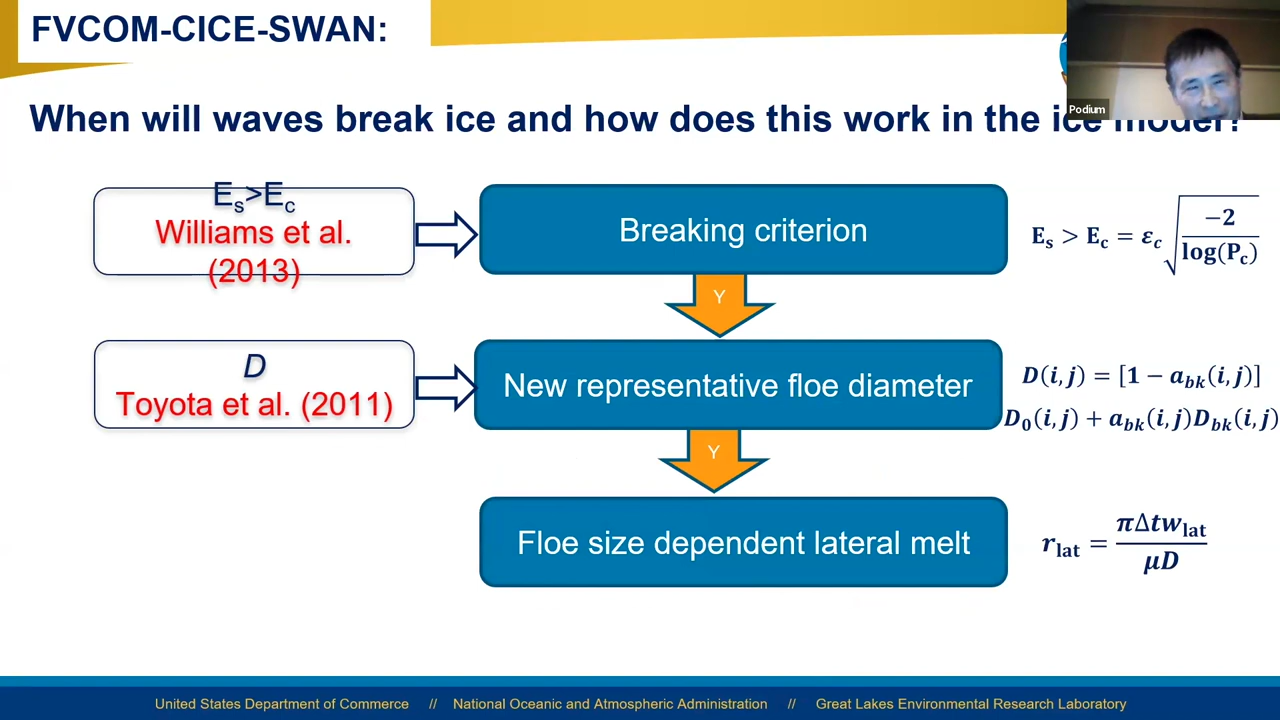 FVCOM-CICE-SWAN:
Podium
When will waves break ice and how does this work in the ice model?
Es>Ec
Williams et al.
(2013)
Breaking criterion
Es > Ec = εc √(−2 / log(Pc))
Y
D
Toyota et al. (2011)
New representative floe diameter
D(i,j) = [1 − abk(i,j)]
D0(i,j) + abk(i,j)Dbk(i,j)
Y
Floe size dependent lateral melt
rlat = πΔtwlat / μD
United States Department of Commerce // National Oceanic and Atmospheric Administration // Great Lakes Environmental Research Laboratory